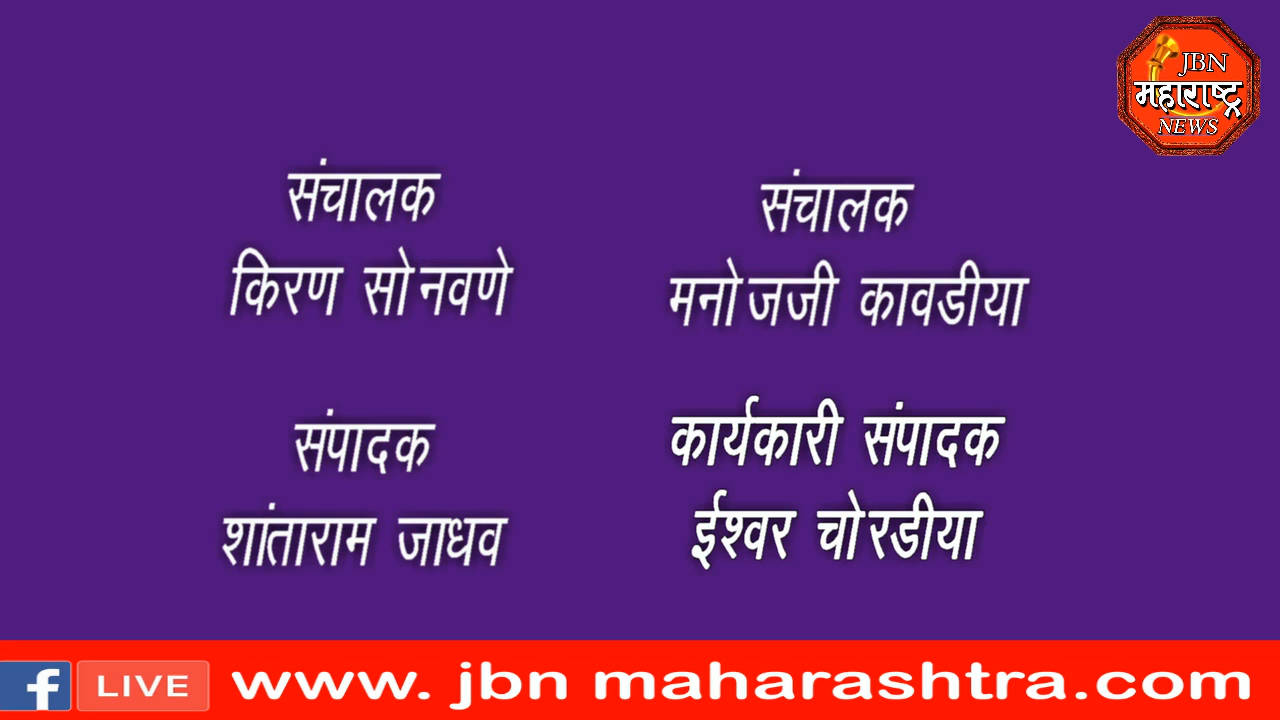 JBN
महाराष्ट्र
NEWS
संचालक
किरण सोनवणे
संचालक
मनोजजी कावडीया
संपादक
शांताराम जाधव
कार्यकारी संपादक
ईश्वर चोरडीया
f LIVE www. jbn maharashtra.com